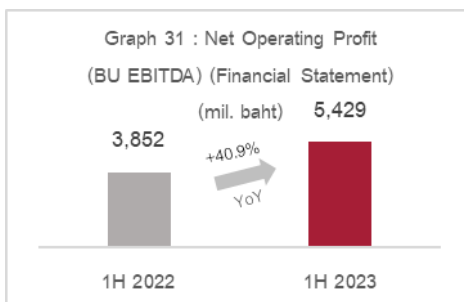 Graph 31 : Net Operating Profit
(BU EBITDA) (Financial Statement)
(mil. baht)
5,429
3,852
+40.9%
YoY
1H 2022
1H 2023